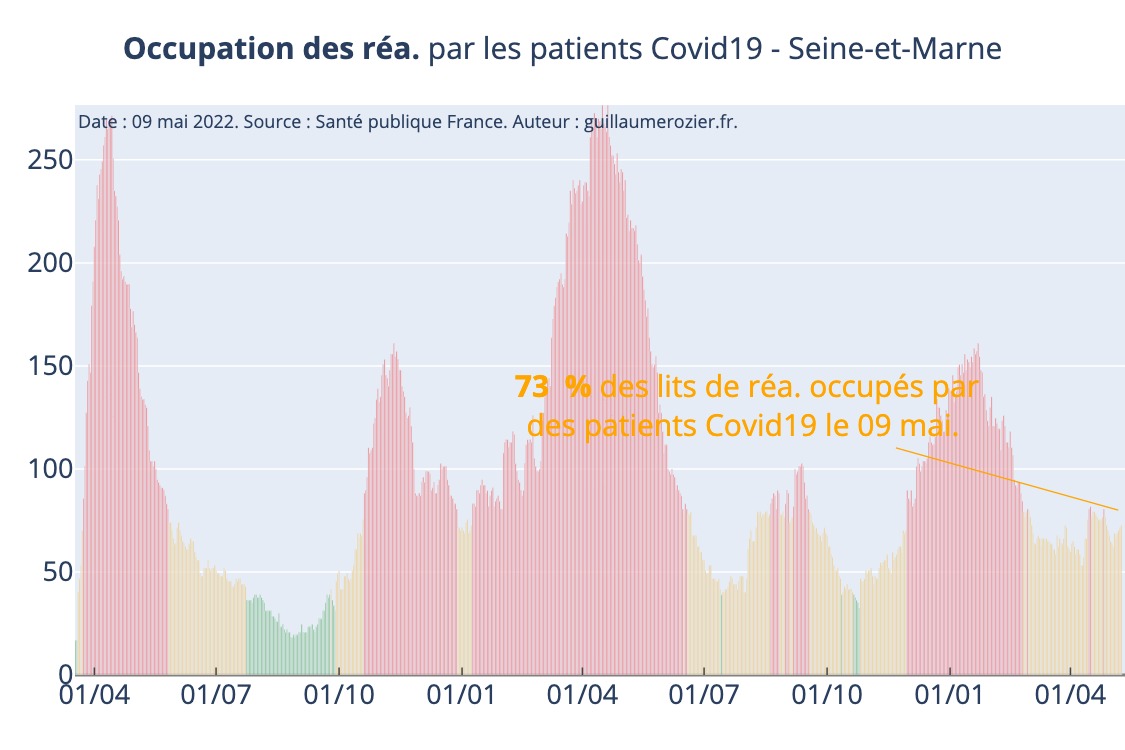 Occupation des réa. par les patients Covid19 - Seine-et-Marne
Date : 09 mai 2022. Source : Santé publique France. Auteur : guillaumerozier.fr.
250
200
150
73 % des lits de réa. occupés par
des patients Covid19 le 09 mai.
100
50
0
01/04 01/07 01/10 01/01 01/04 01/07 01/10 01/01 01/04